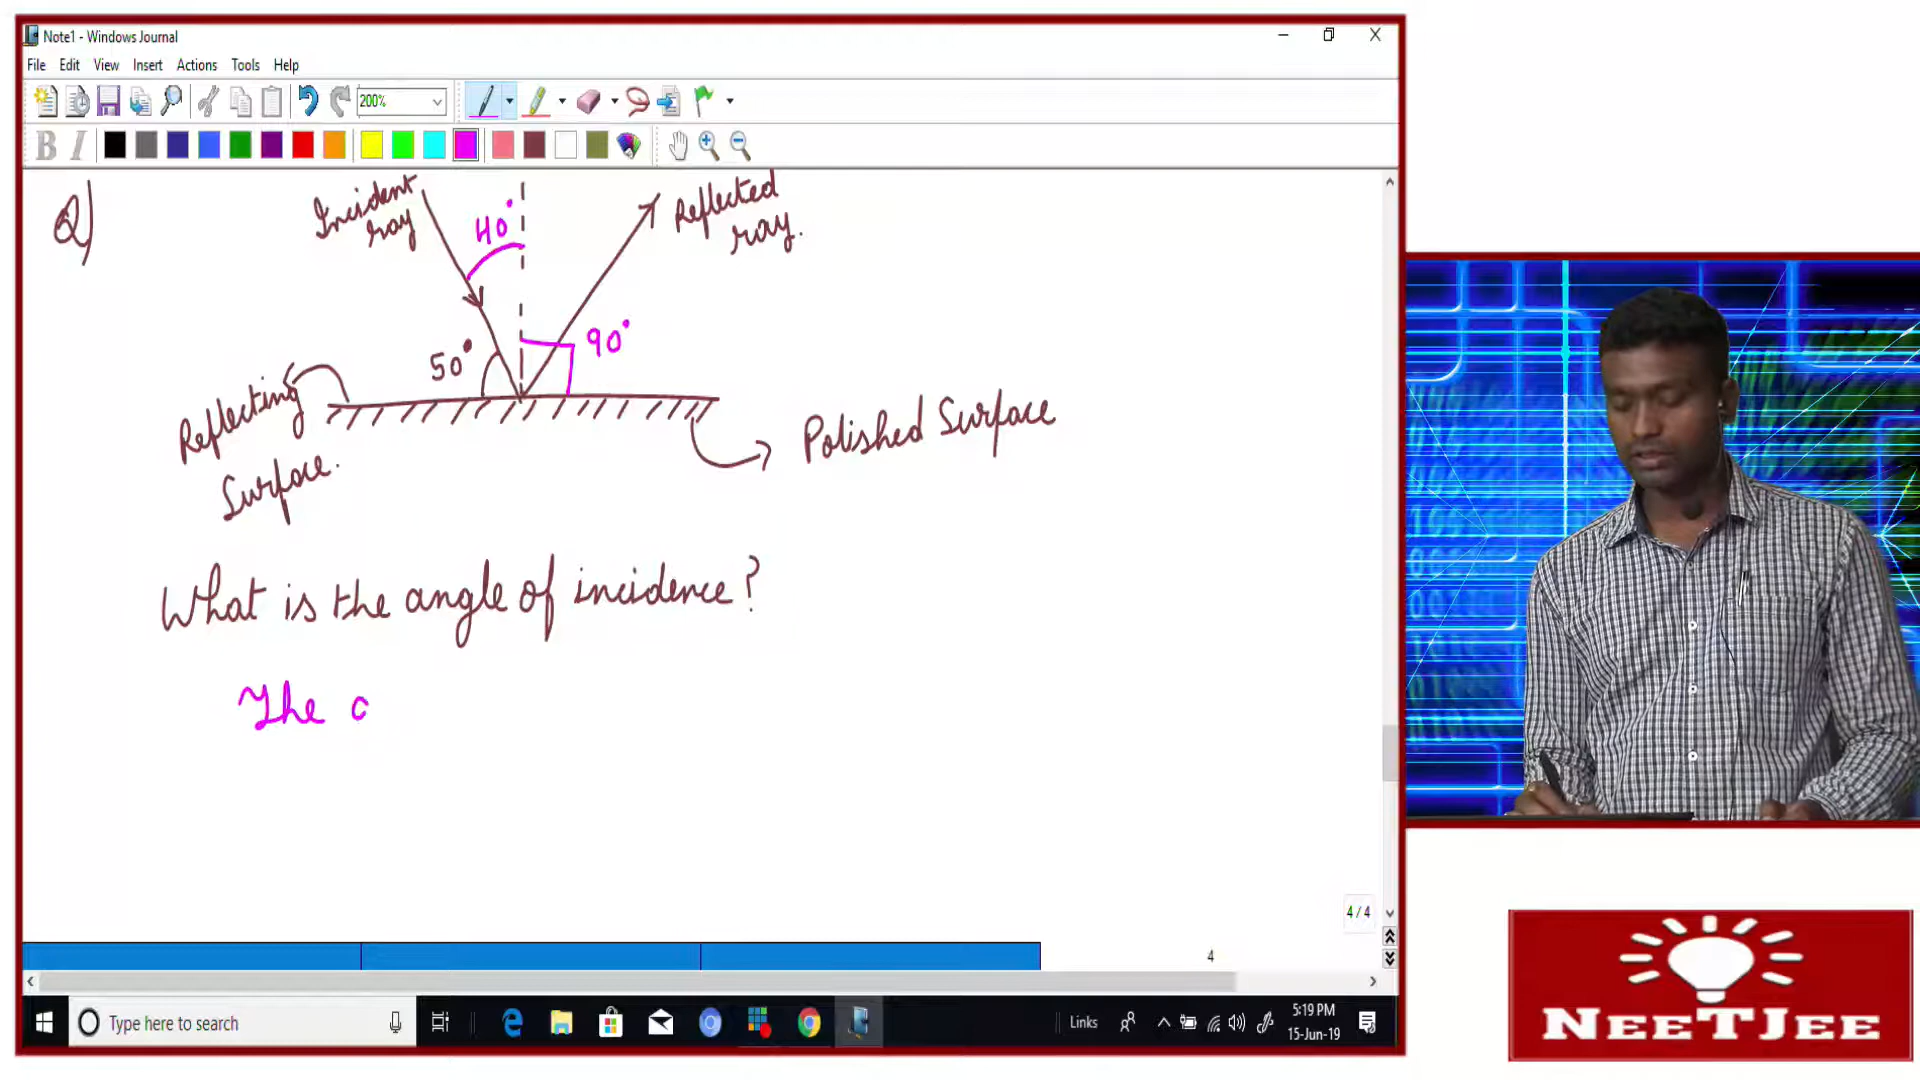 Note1 - Windows Journal
File Edit View Insert Actions Tools Help
200%
B I
Q)
Incident ray
40°
Reflected ray.
50°
90°
Reflecting Surface.
Polished Surface
What is the angle of incidence?
The a
4 / 4
4
Type here to search
Links
5:19 PM
15-Jun-19
NEETJEE